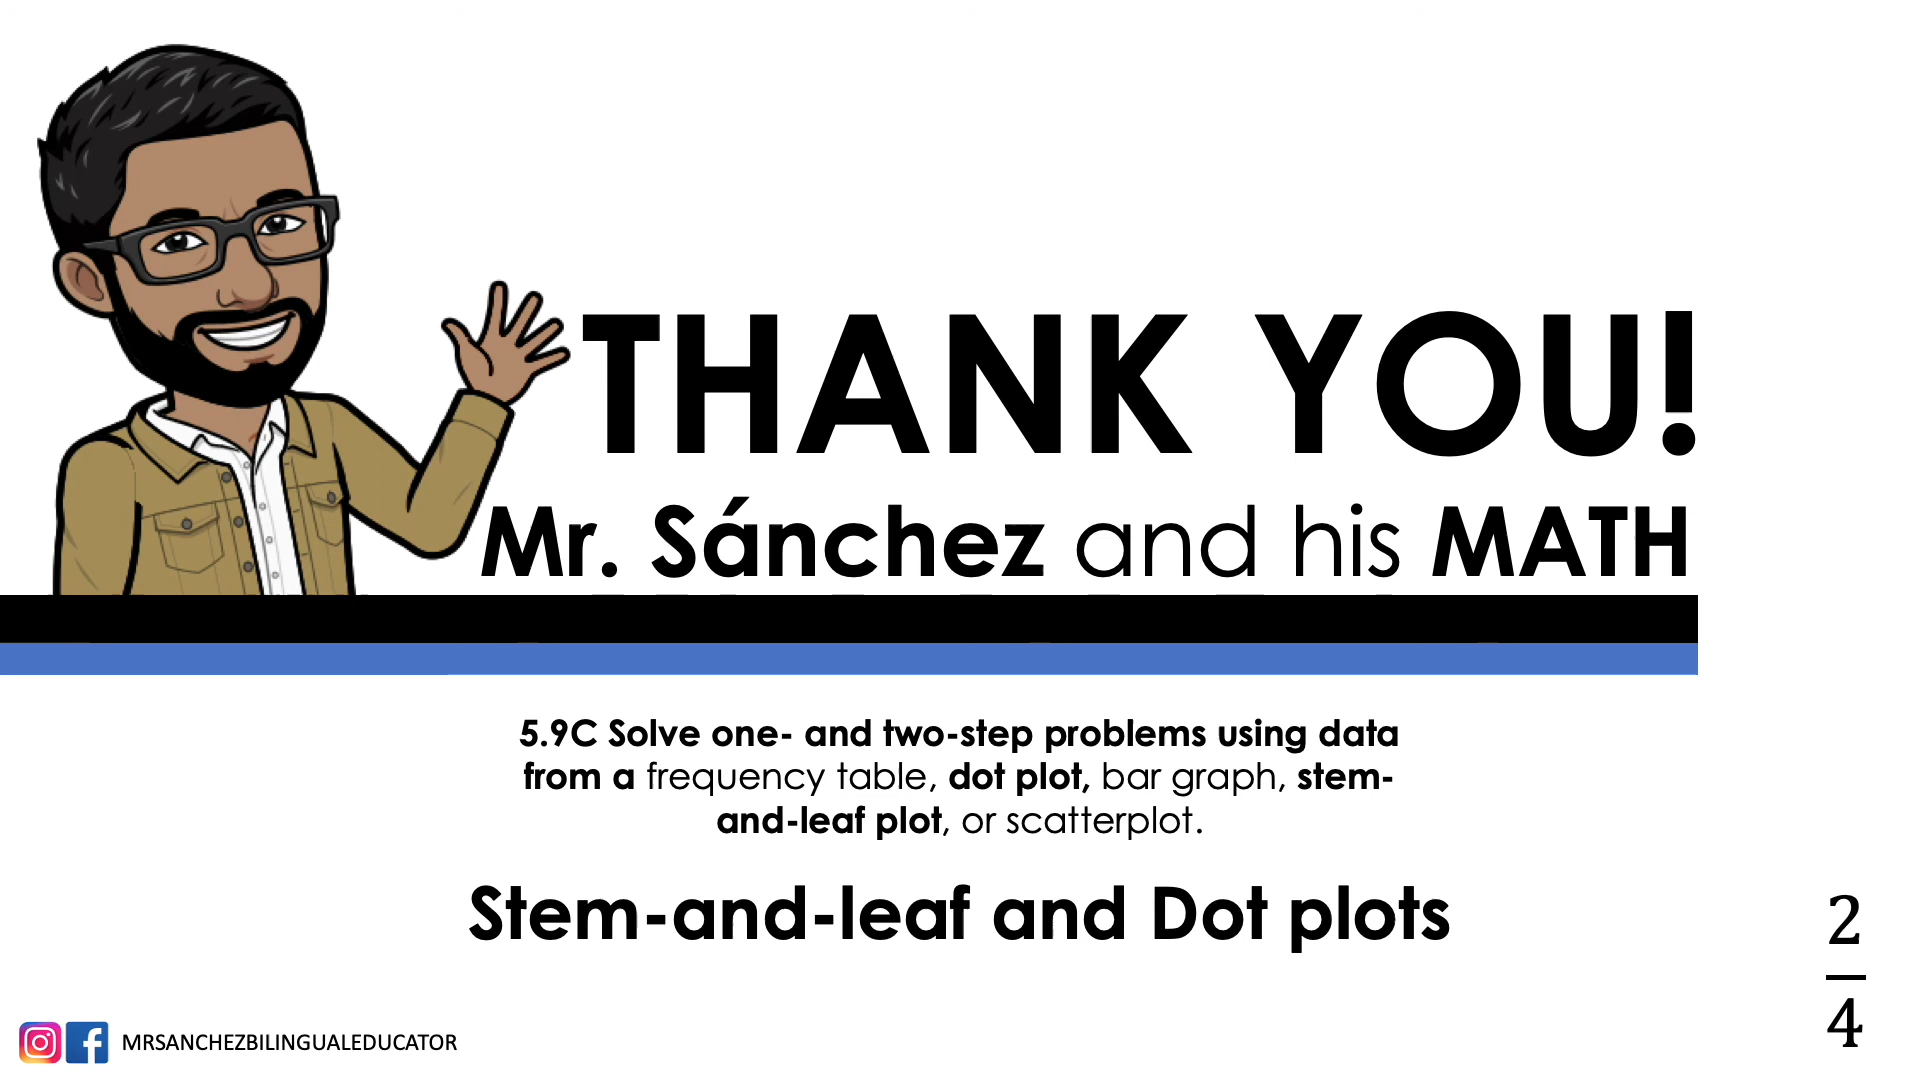 THANK YOU!
Mr. Sánchez and his MATH
5.9C Solve one- and two-step problems using data
from a frequency table, dot plot, bar graph, stem-
and-leaf plot, or scatterplot.
Stem-and-leaf and Dot plots
2
4
MRSANCHEZBILINGUALEDUCATOR